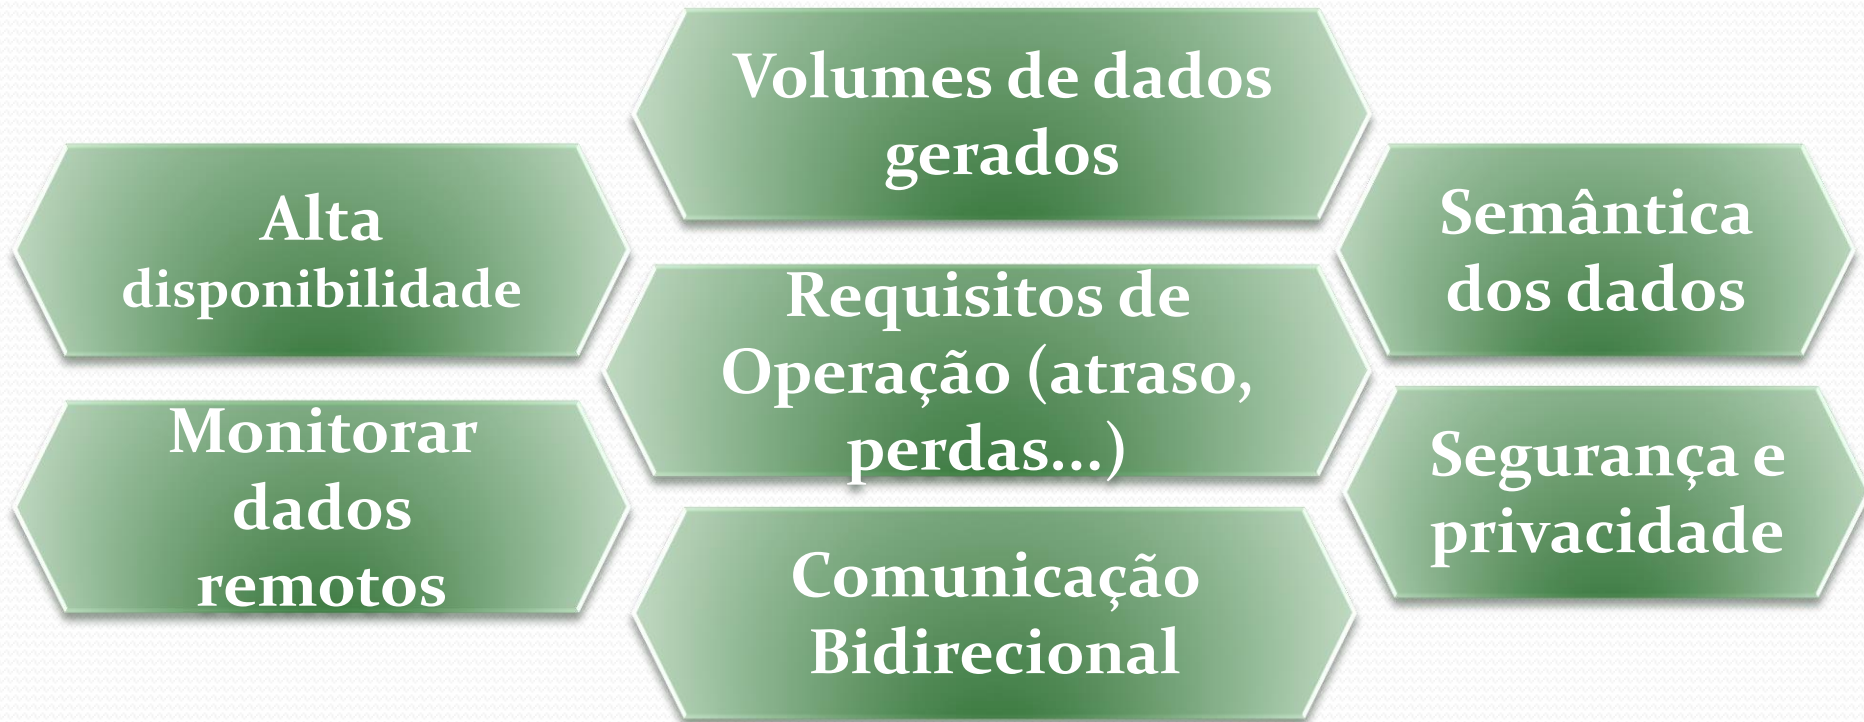 Volumes de dados
gerados
Alta
disponibilidade
Semântica
dos dados
Requisitos de
Operação (atraso,
perdas...)
Monitorar
dados
remotos
Segurança e
privacidade
Comunicação
Bidirecional